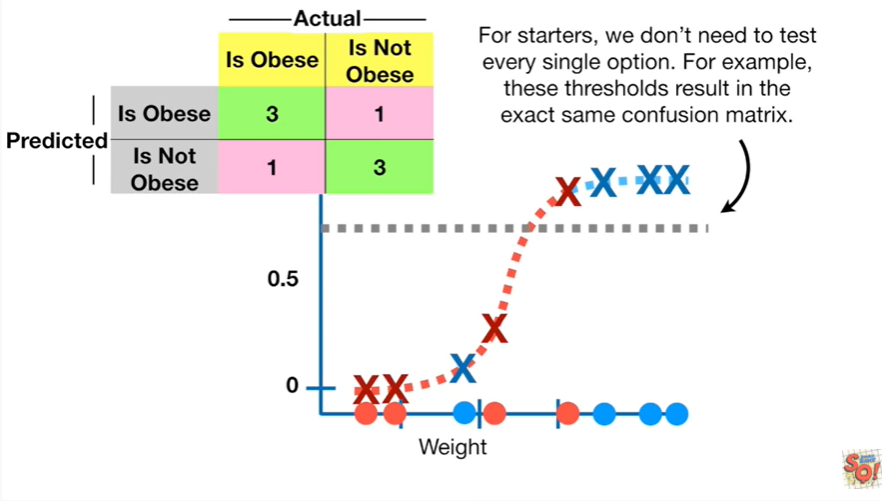 Actual
Is Obese
Is Not
Obese
Predicted
Is Obese
3
1
Is Not
Obese
1
3
For starters, we don’t need to test
every single option. For example,
these thresholds result in the
exact same confusion matrix.
X X X X X X X X
0.5
0
Weight
SQ!